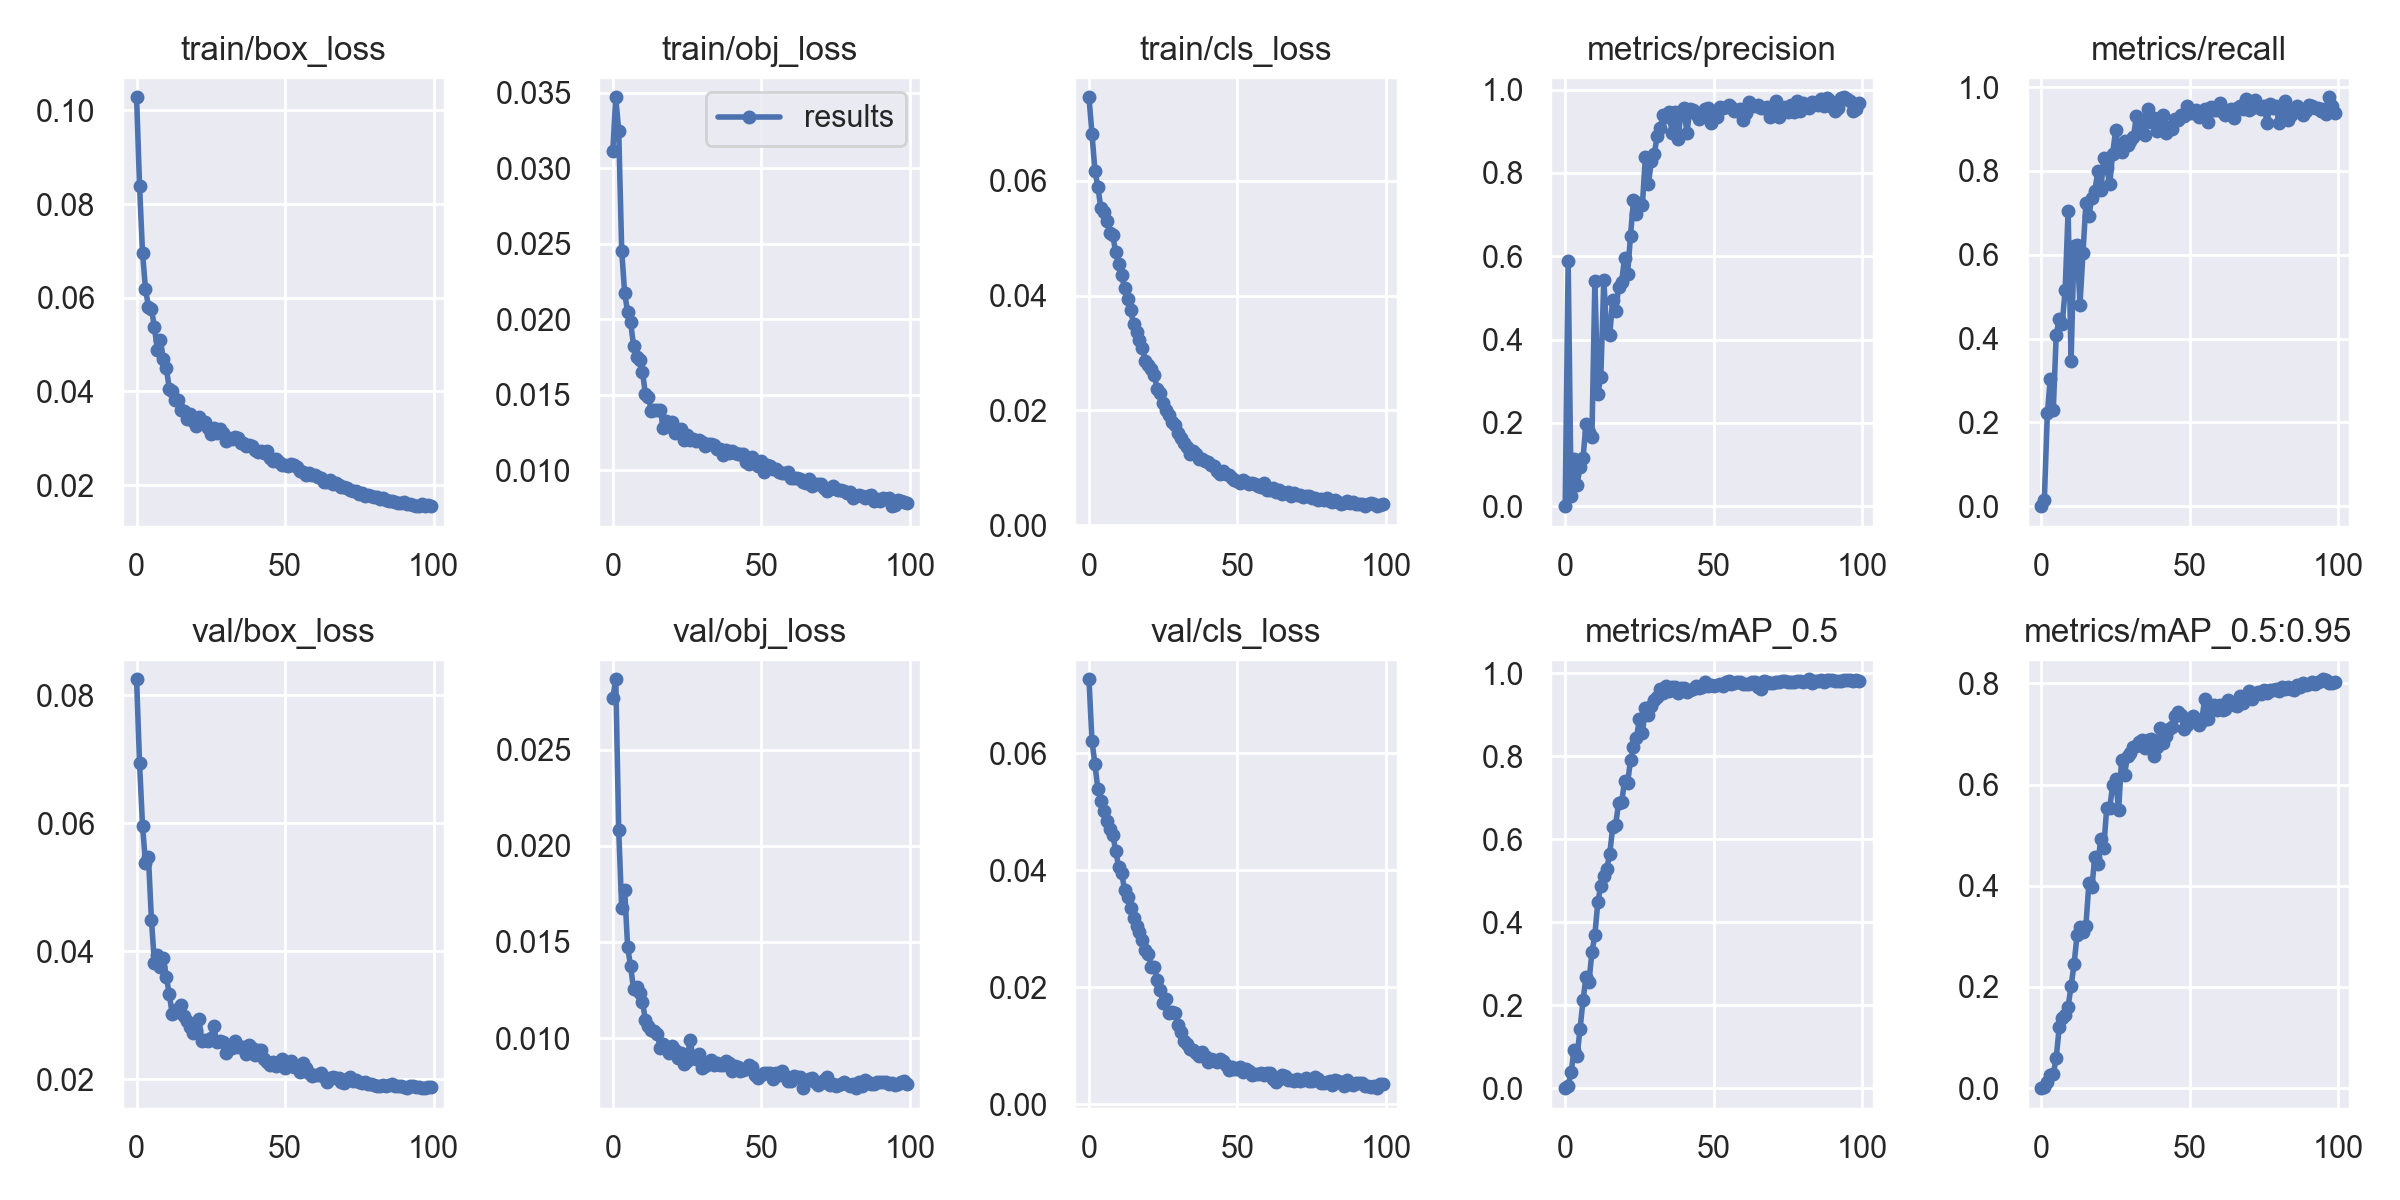 train/box_loss
0.10
0.08
0.06
0.04
0.02
0 50 100
train/obj_loss
results
0.035
0.030
0.025
0.020
0.015
0.010
0 50 100
train/cls_loss
0.06
0.04
0.02
0.00
0 50 100
metrics/precision
1.0
0.8
0.6
0.4
0.2
0.0
0 50 100
metrics/recall
1.0
0.8
0.6
0.4
0.2
0.0
0 50 100
val/box_loss
0.08
0.06
0.04
0.02
0 50 100
val/obj_loss
0.025
0.020
0.015
0.010
0 50 100
val/cls_loss
0.06
0.04
0.02
0.00
0 50 100
metrics/mAP_0.5
1.0
0.8
0.6
0.4
0.2
0.0
0 50 100
metrics/mAP_0.5:0.95
0.8
0.6
0.4
0.2
0.0
0 50 100